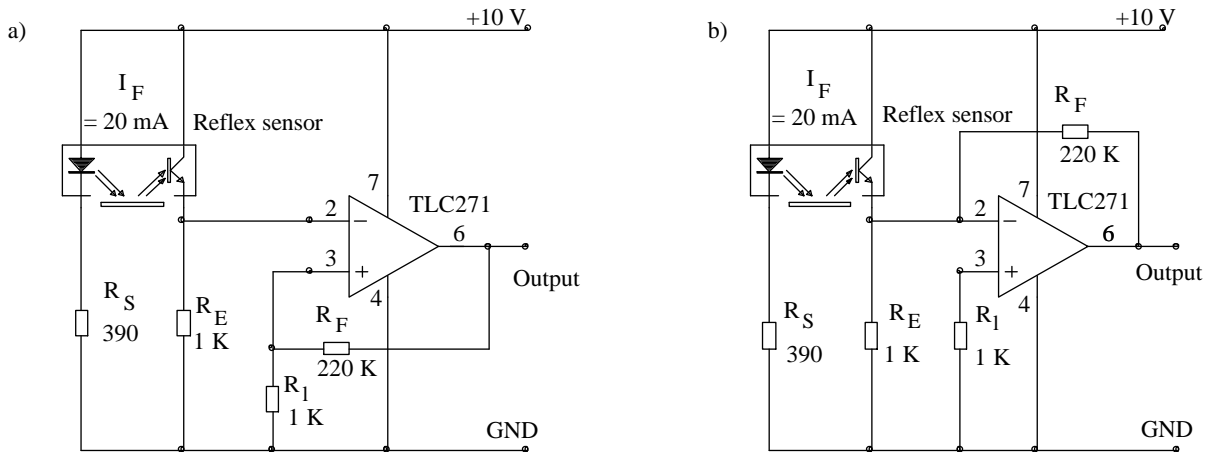 a)
+10 V
I F
= 20 mA
Reflex sensor
7
TLC271
2
−
6
3
+
Output
4
R S
390
R E
1 K
R F
220 K
R 1
1 K
GND
b)
+10 V
I F
= 20 mA
Reflex sensor
R F
220 K
7
TLC271
2
−
6
3
+
Output
4
R S
390
R E
1 K
R 1
1 K
GND